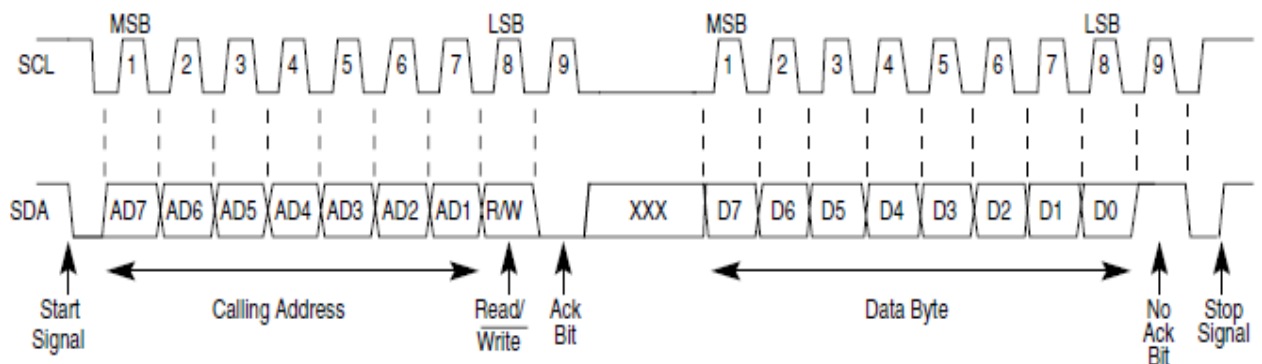 MSB LSB MSB LSB
SCL 1 2 3 4 5 6 7 8 9 1 2 3 4 5 6 7 8 9
SDA AD7 AD6 AD5 AD4 AD3 AD2 AD1 R/W XXX D7 D6 D5 D4 D3 D2 D1 D0
Start
Signal
Calling Address
Read/
Write
Ack
Bit
Data Byte
No
Ack
Bit
Stop
Signal